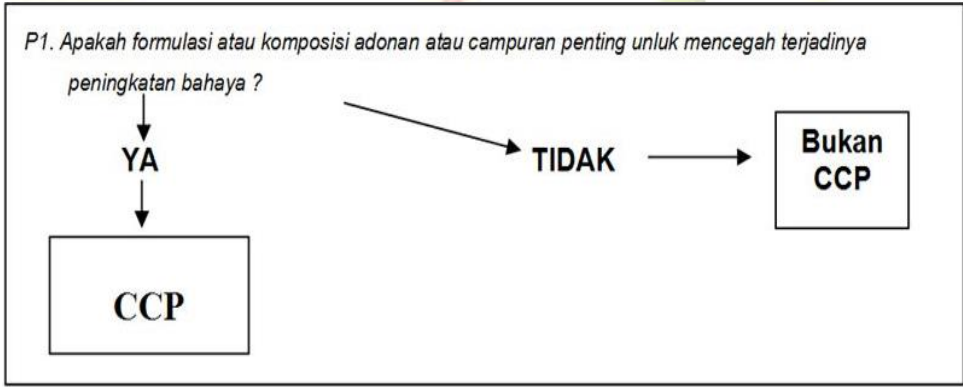 P1. Apakah formulasi atau komposisi adonan atau campuran penting unluk mencegah terjadinya
peningkatan bahaya ?
YA
TIDAK
Bukan
CCP
CCP